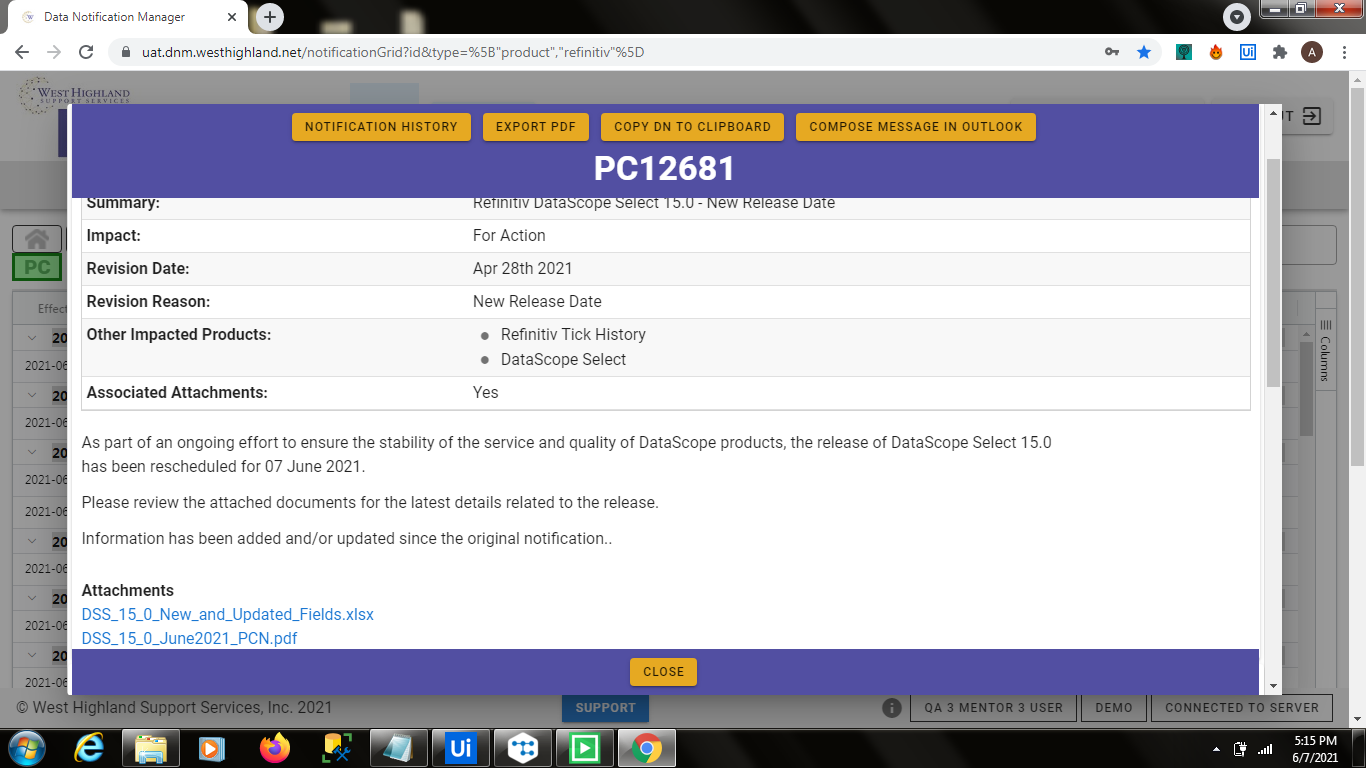 Data Notification Manager
uat.dnm.westhighland.net/notificationGrid?id&type=%5B"product","refinitiv"%5D
Ui
A
WEST HIGHLAND
SUPPORT SERVICES
NOTIFICATION HISTORY
EXPORT PDF
COPY DN TO CLIPBOARD
COMPOSE MESSAGE IN OUTLOOK
PC12681
Summary: Refinitiv DataScope Select 15.0 - New Release Date
Impact: For Action
Revision Date: Apr 28th 2021
Revision Reason: New Release Date
Other Impacted Products:
Refinitiv Tick History
DataScope Select
Associated Attachments: Yes
As part of an ongoing effort to ensure the stability of the service and quality of DataScope products, the release of DataScope Select 15.0
has been rescheduled for 07 June 2021.
Please review the attached documents for the latest details related to the release.
Information has been added and/or updated since the original notification..
Attachments
DSS_15_0_New_and_Updated_Fields.xlsx
DSS_15_0_June2021_PCN.pdf
CLOSE
PC
Effect
20
2021-06
20
2021-06
20
2021-06
2021-06
20
2021-06
20
2021-06
20
2021-06
Columns
© West Highland Support Services, Inc. 2021
SUPPORT
QA 3 MENTOR 3 USER
DEMO
CONNECTED TO SERVER
Ui
5:15 PM
6/7/2021